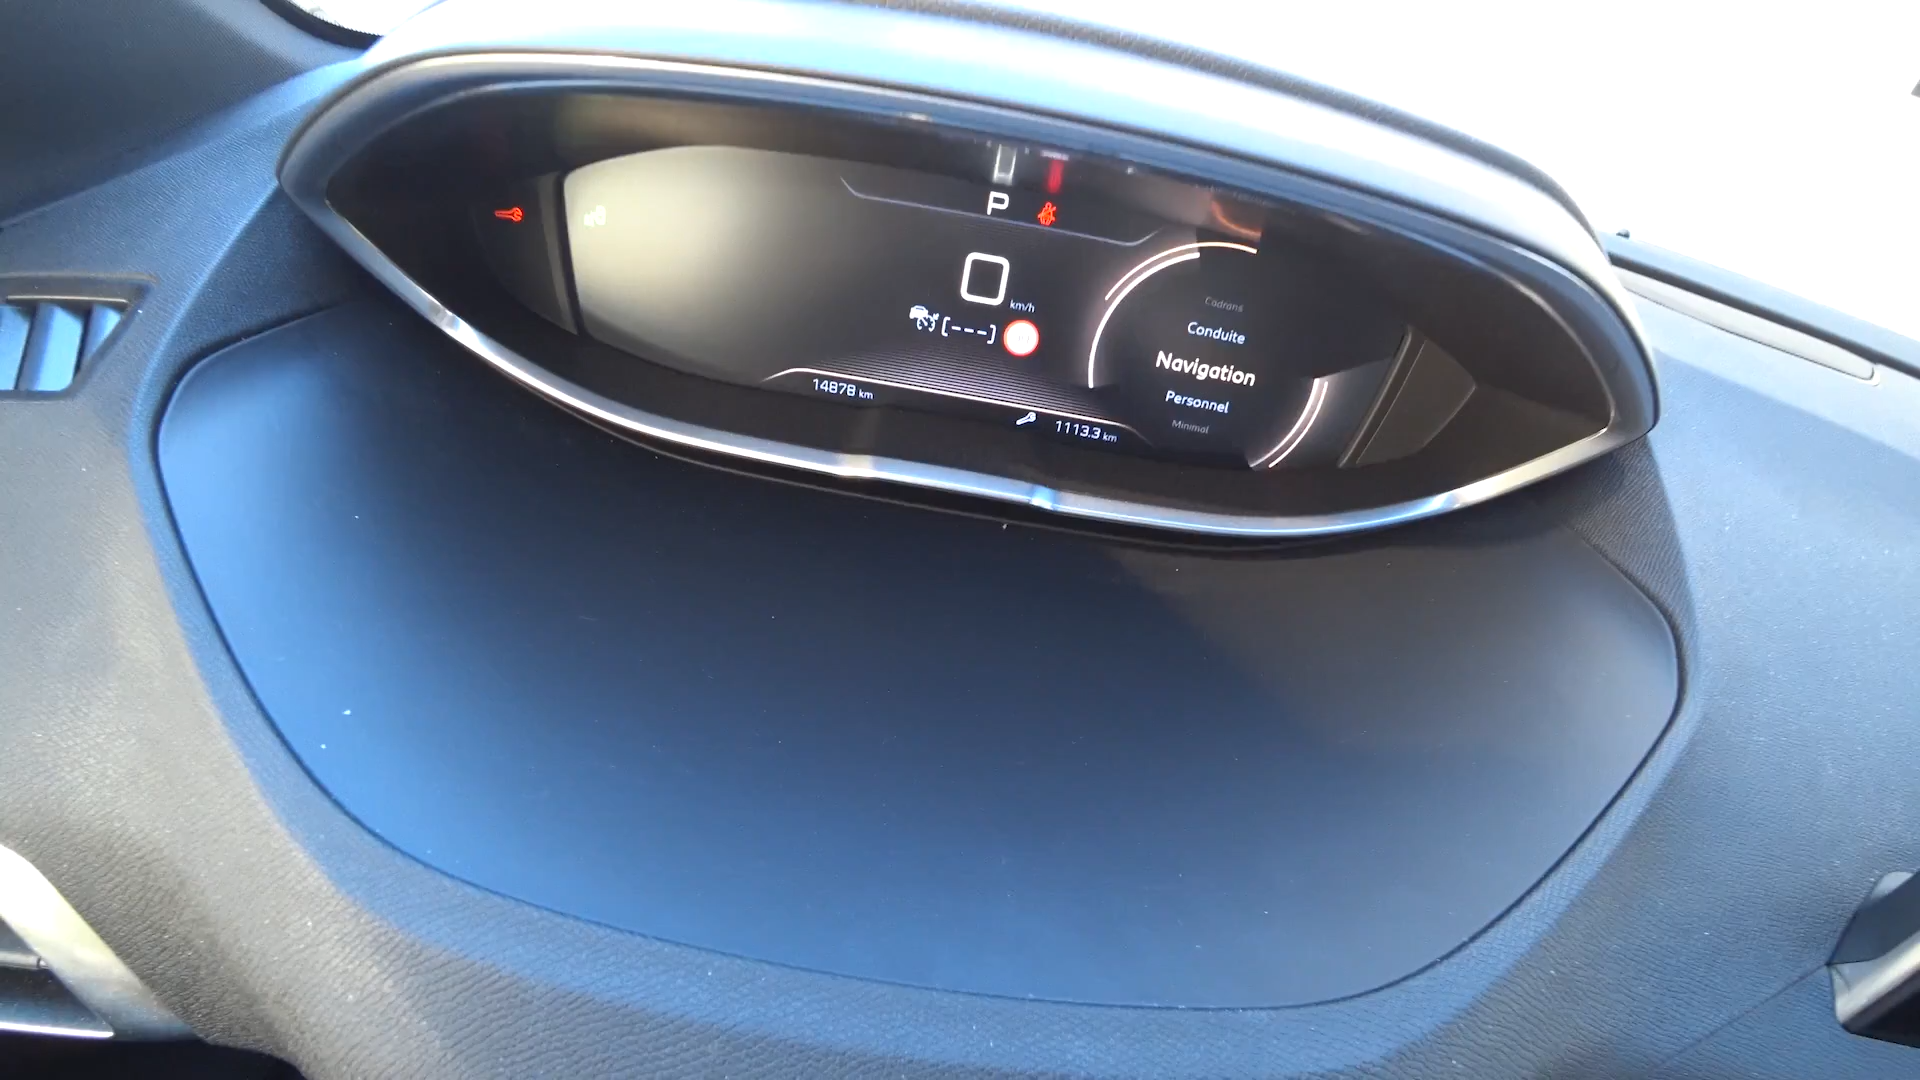 P
0
km/h
[---]
14878 km
1113.3 km
Cadrans
Conduite
Navigation
Personnel
Minimal